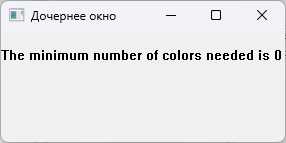 Дочернее окно
The minimum number of colors needed is 0